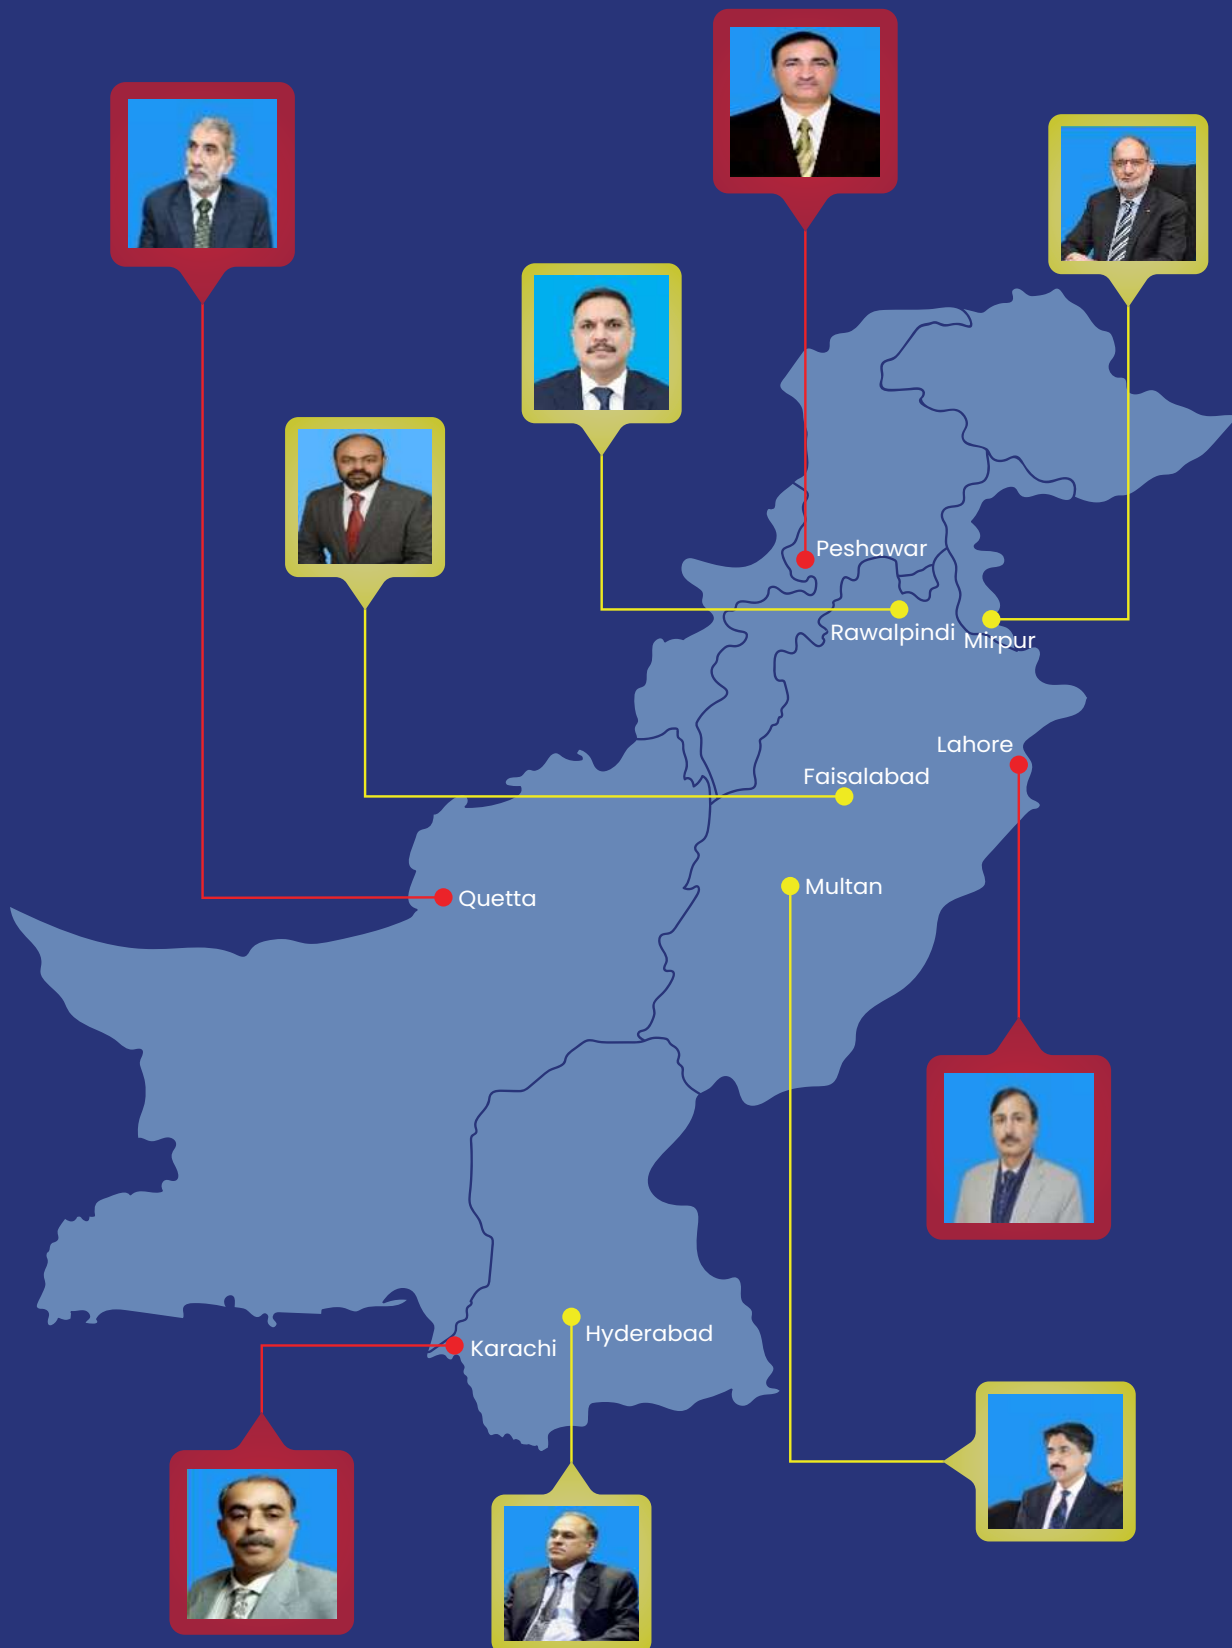 Peshawar
Rawalpindi
Mirpur
Lahore
Faisalabad
Multan
Quetta
Hyderabad
Karachi